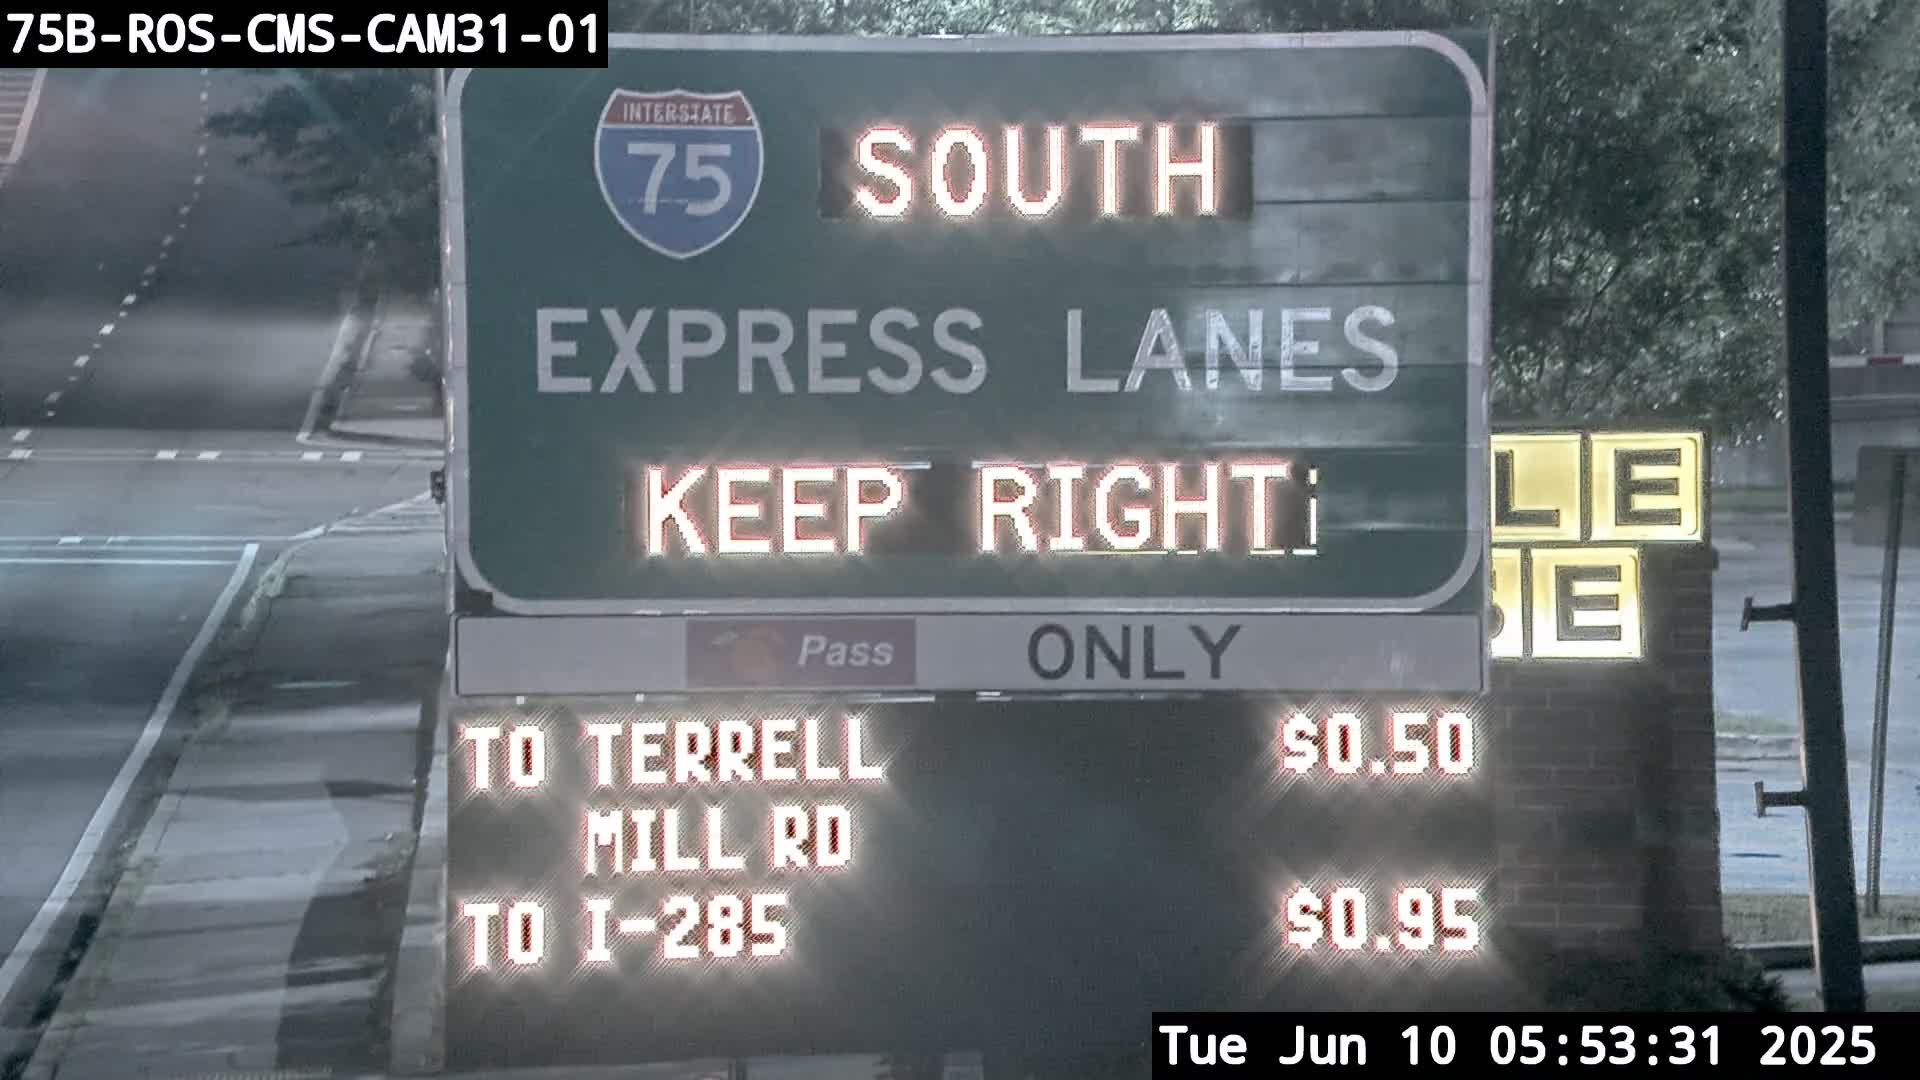 75B-ROS-CMS-CAM31-01
INTERSTATE
75
SOUTH
EXPRESS LANES
KEEP RIGHT
LE
E
Pass ONLY
TO TERRELL $0.50
MILL RD
TO I-285 $0.95
Tue Jun 10 05:53:31 2025